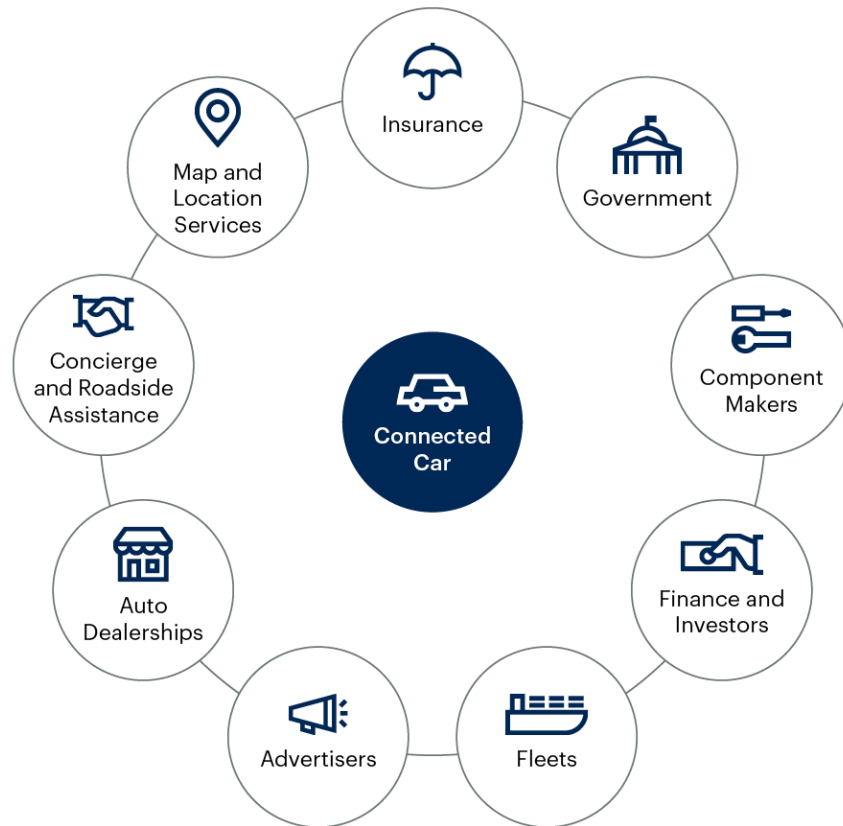 Insurance
Government
Component
Makers
Finance and
Investors
Fleets
Advertisers
Auto
Dealerships
Concierge
and Roadside
Assistance
Map and
Location
Services
Connected
Car